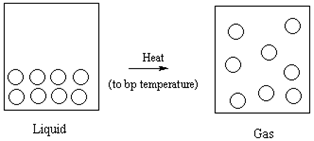 Heat
(to bp temperature)
Liquid
Gas